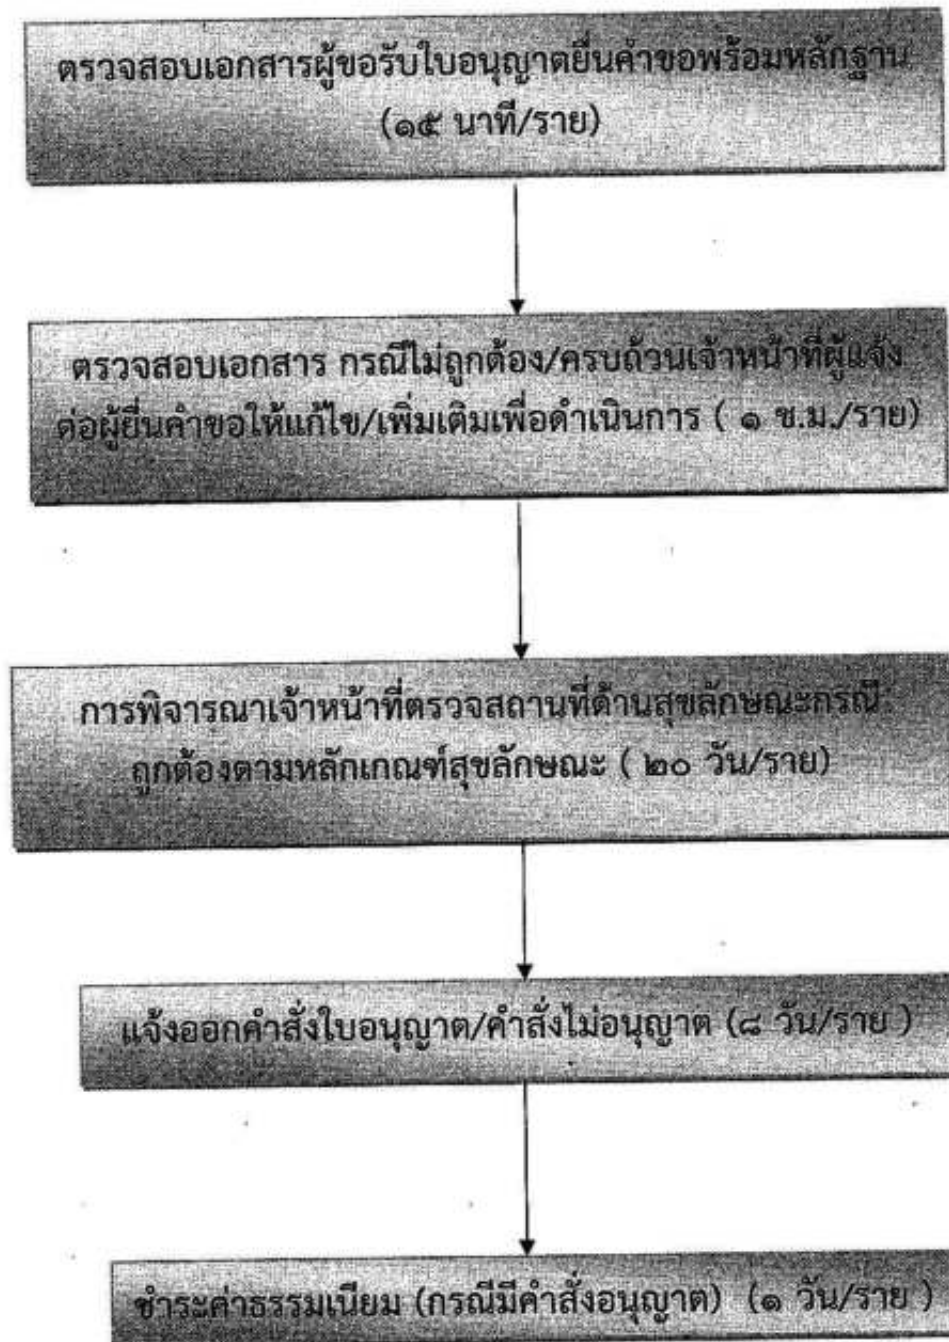 ตรวจสอบเอกสารผู้ขอรับใบอนุญาตยื่นคำขอพร้อมหลักฐาน
(๑๕ นาที/ราย)
ตรวจสอบเอกสาร กรณีไม่ถูกต้อง/ครบถ้วนเจ้าหน้าที่ผู้แจ้ง
ต่อผู้ยื่นคำขอให้แก้ไข/เพิ่มเติมเพื่อดำเนินการ ( ๑ ช.ม./ราย)
การพิจารณาเจ้าหน้าที่ตรวจสถานที่ด้านสุขลักษณะกรณี
ถูกต้องตามหลักเกณฑ์สุขลักษณะ ( ๒๐ วัน/ราย)
แจ้งออกคำสั่งใบอนุญาต/คำสั่งไม่อนุญาต (๘ วัน/ราย )
ชำระค่าธรรมเนียม (กรณีมีคำสั่งอนุญาต) (๑ วัน/ราย )